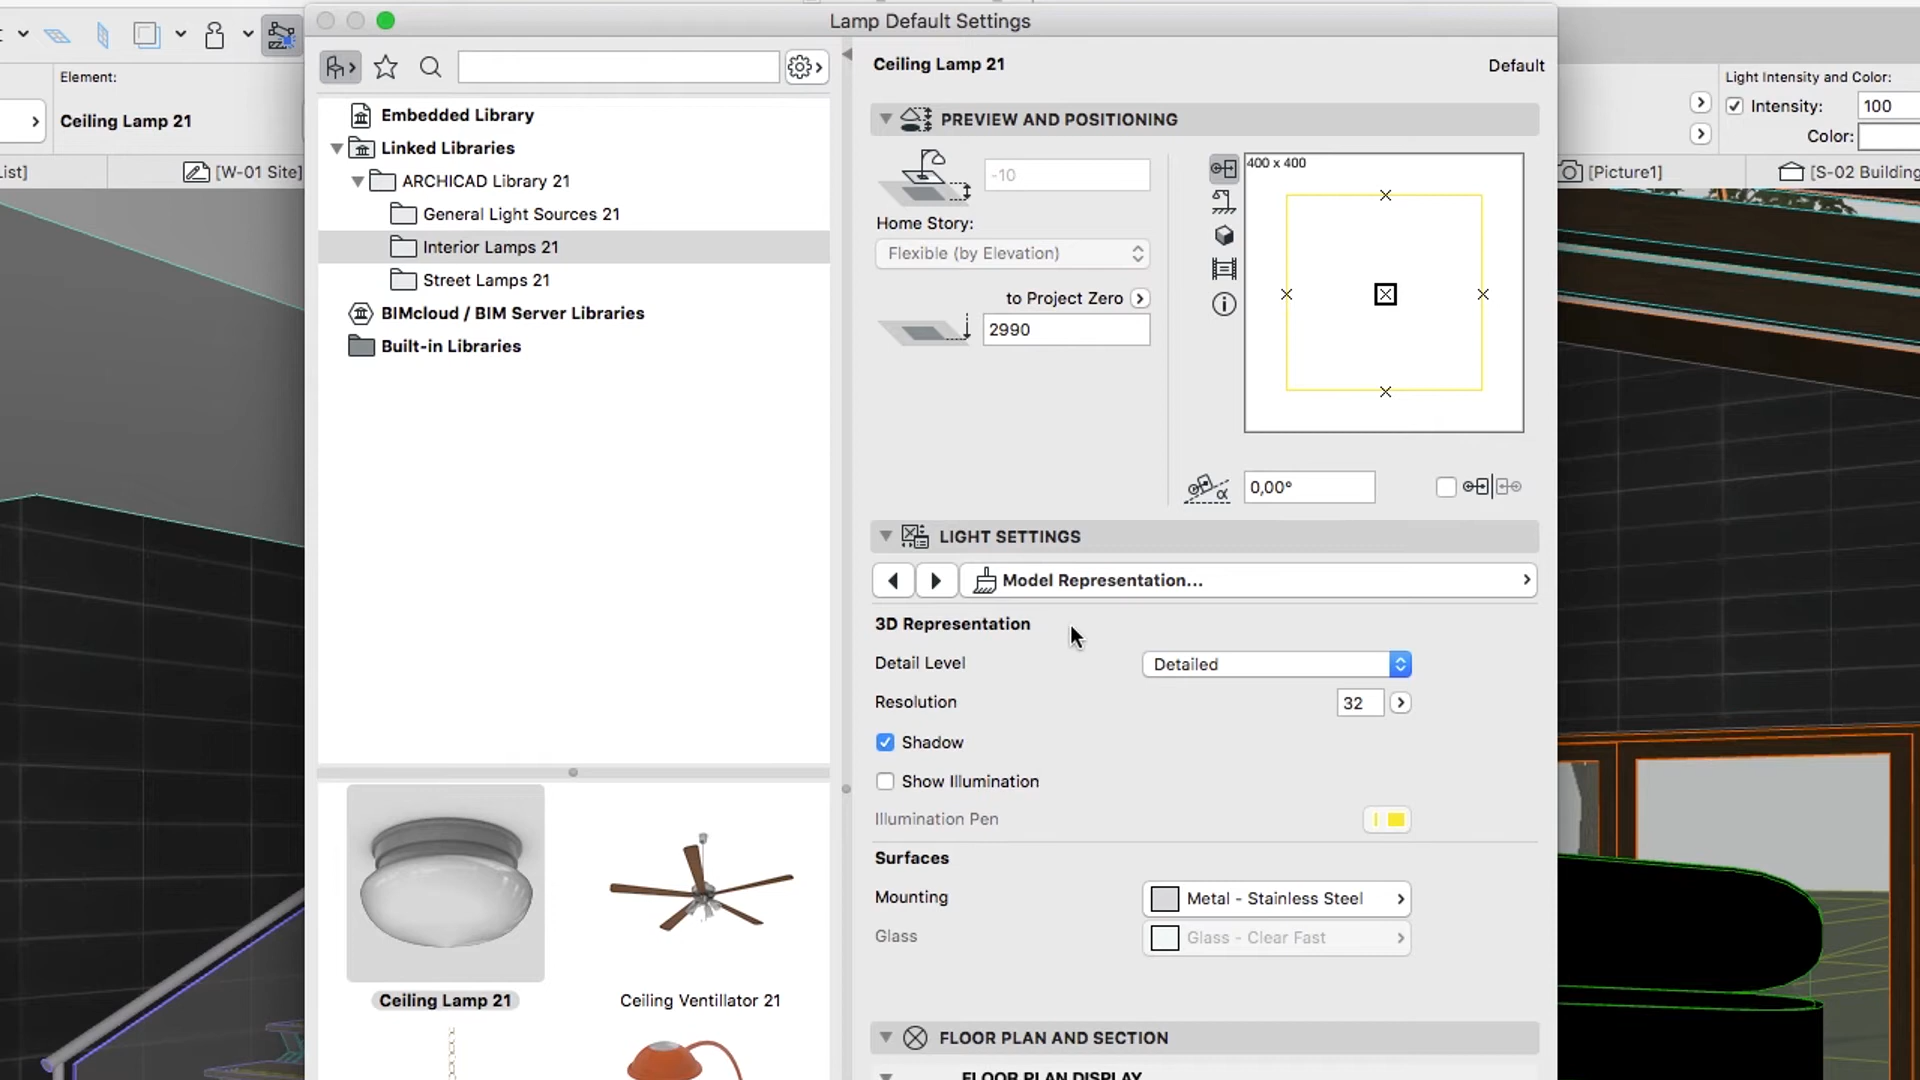 Lamp Default Settings
Element:
Ceiling Lamp 21
Light Intensity and Color:
Intensity:
100
Color:
List]
[W-01 Site]
[Picture1]
[S-02 Building
Embedded Library
Linked Libraries
ARCHICAD Library 21
General Light Sources 21
Interior Lamps 21
Street Lamps 21
BIMcloud / BIM Server Libraries
Built-in Libraries
Ceiling Lamp 21
Ceiling Ventillator 21
Ceiling Lamp 21
Default
PREVIEW AND POSITIONING
-10
Home Story:
Flexible (by Elevation)
to Project Zero
2990
400 x 400
α
0,00°
LIGHT SETTINGS
Model Representation...
3D Representation
Detail Level
Detailed
Resolution
32
Shadow
Show Illumination
Illumination Pen
Surfaces
Mounting
Metal - Stainless Steel
Glass
Glass - Clear Fast
FLOOR PLAN AND SECTION
FLOOR PLAN DISPLAY